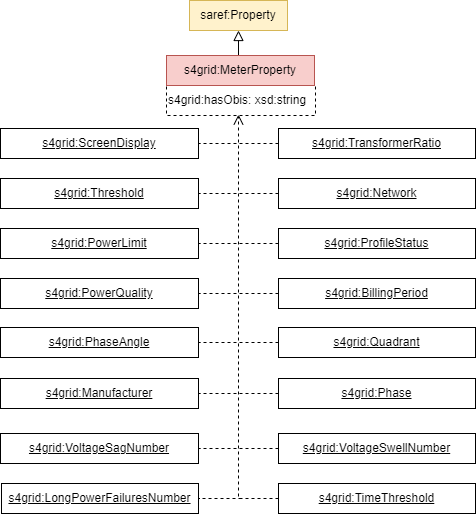 saref:Property
s4grid:MeterProperty
s4grid:hasObis: xsd:string
s4grid:ScreenDisplay
s4grid:TransformerRatio
s4grid:Threshold
s4grid:Network
s4grid:PowerLimit
s4grid:ProfileStatus
s4grid:PowerQuality
s4grid:BillingPeriod
s4grid:PhaseAngle
s4grid:Quadrant
s4grid:Manufacturer
s4grid:Phase
s4grid:VoltageSagNumber
s4grid:VoltageSwellNumber
s4grid:LongPowerFailuresNumber
s4grid:TimeThreshold